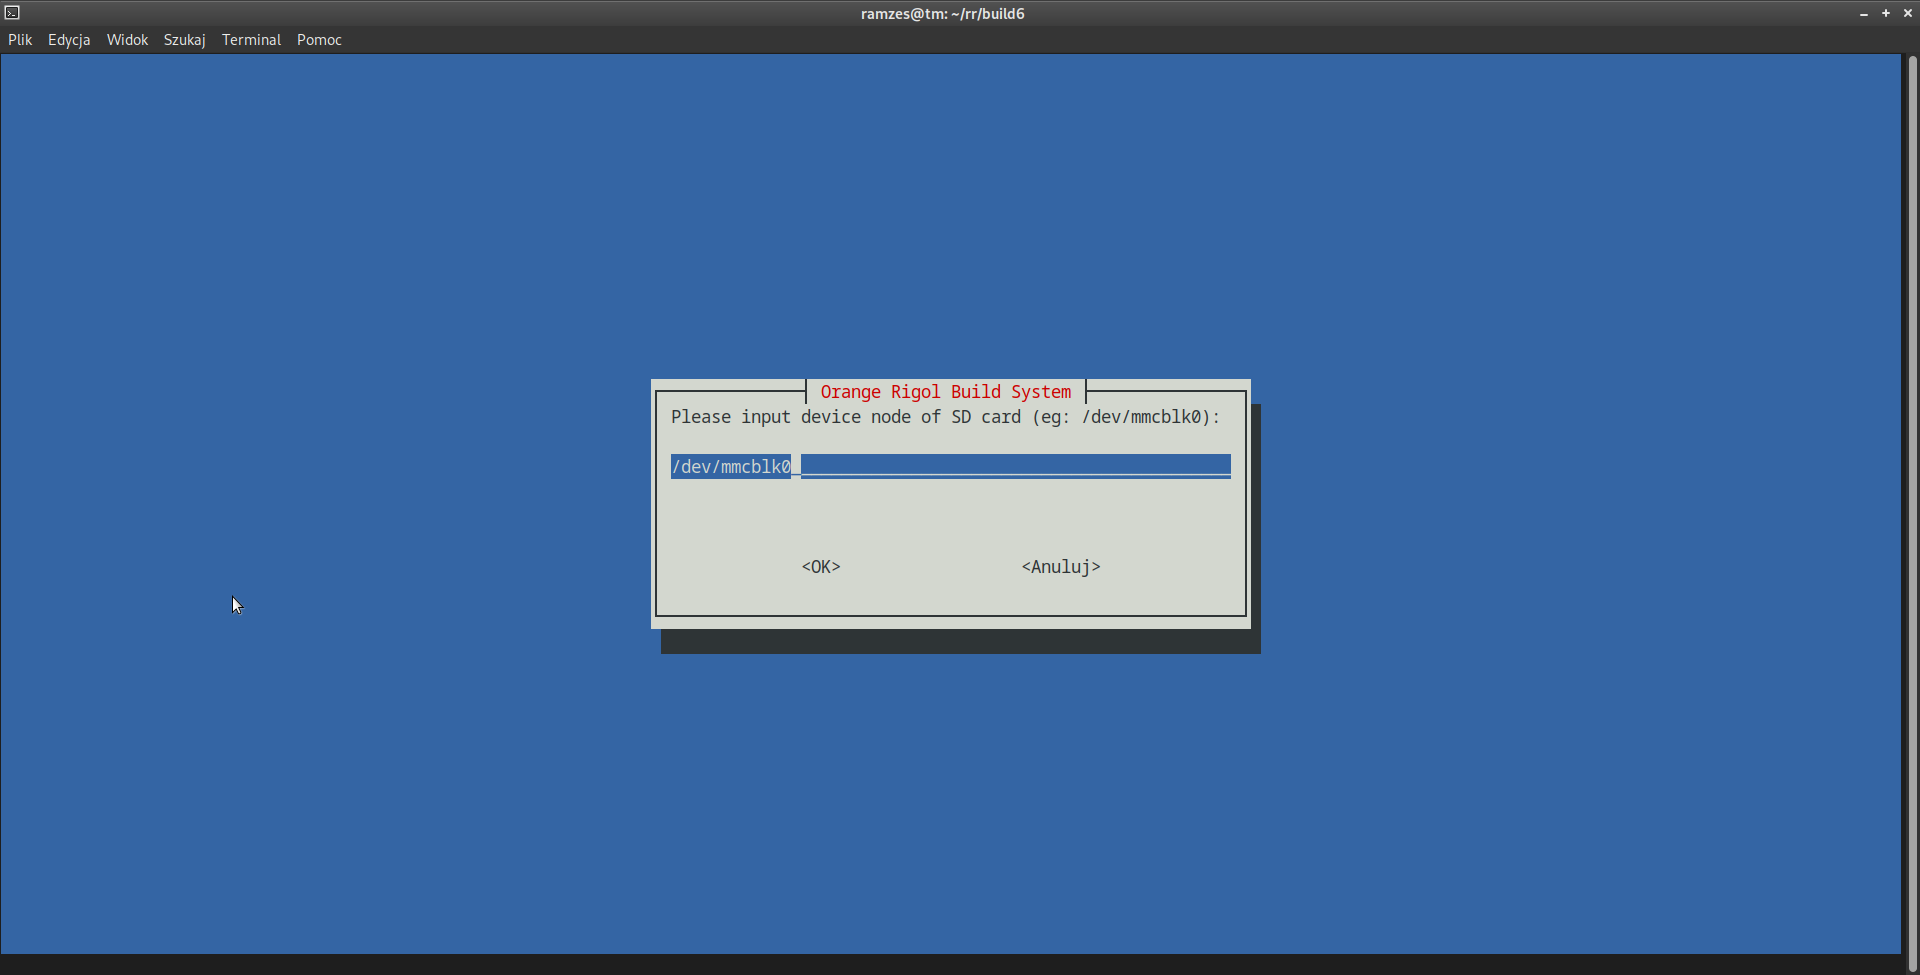 ramzes@tm: ~/rr/build6
Plik Edycja Widok Szukaj Terminal Pomoc
Orange Rigol Build System
Please input device node of SD card (eg: /dev/mmcblk0):
/dev/mmcblk0
<OK> <Anuluj>